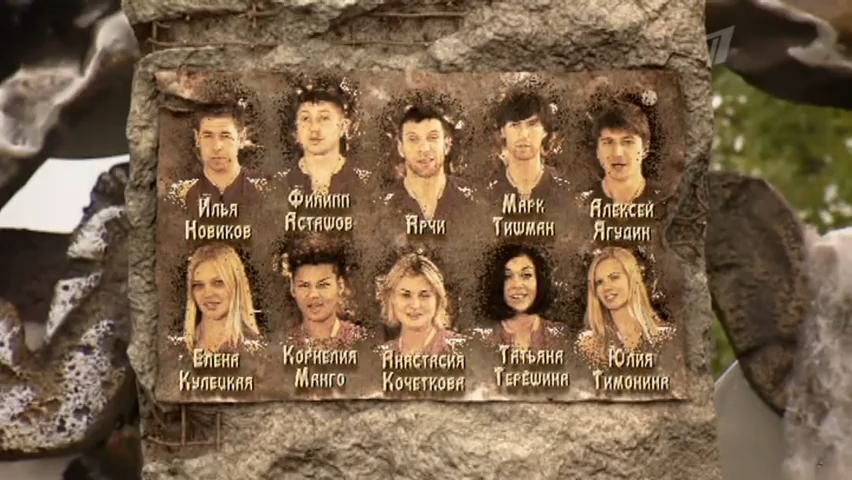 Илья
Новиков
Филипп
Асташов
Арчи
Марк
Тишман
Алексей
Ягудин
Елена
Кулецкая
Корнелия
Манго
Анастасия
Кочеткова
Татьяна
Терёшина
Юлия
Тимонина